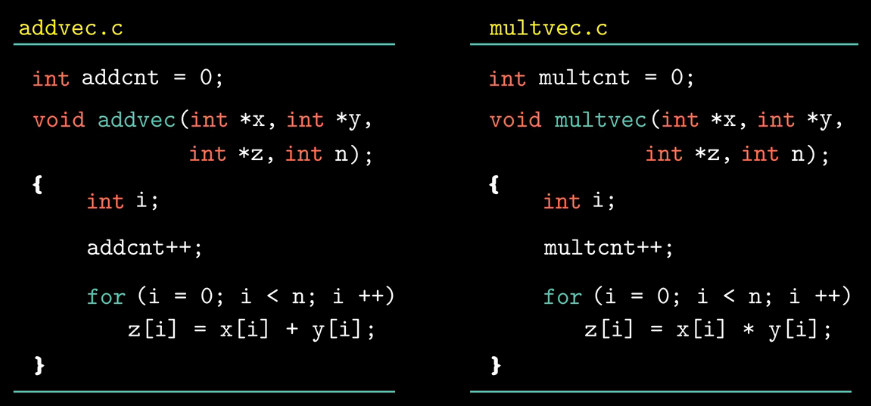 addvec.c
int addcnt = 0;
void addvec(int *x, int *y,
int *z, int n);
{
int i;
addcnt++;
for (i = 0; i < n; i ++)
z[i] = x[i] + y[i];
}
multvec.c
int multcnt = 0;
void multvec(int *x, int *y,
int *z, int n);
{
int i;
multcnt++;
for (i = 0; i < n; i ++)
z[i] = x[i] * y[i];
}